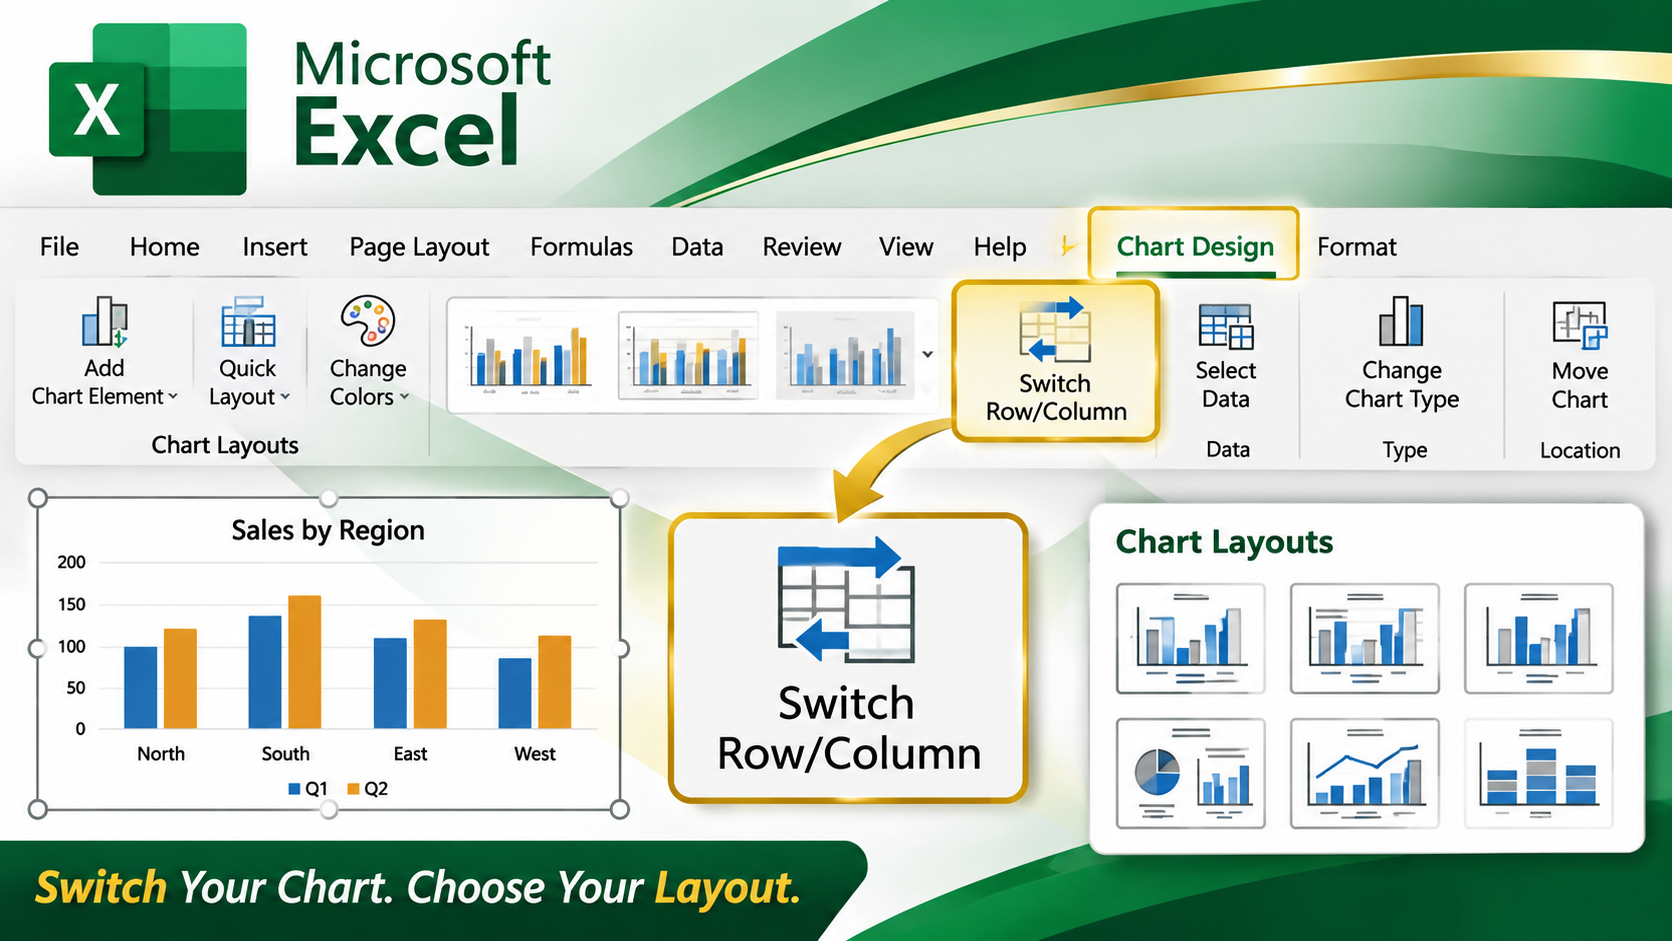 X
Microsoft
Excel
File Home Insert Page Layout Formulas Data Review View Help Chart Design Format
Add
Chart Element
Quick
Layout
Change
Colors
Chart Layouts
Switch
Row/Column
Select
Data
Data
Change
Chart Type
Type
Move
Chart
Location
Sales by Region
200
150
100
50
0
North South East West
Q1 Q2
Switch
Row/Column
Chart Layouts
Switch Your Chart. Choose Your Layout.